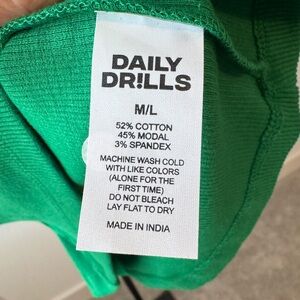 DAILY
DR!LLS
M/L
52% COTTON
45% MODAL
3% SPANDEX
MACHINE WASH COLD
WITH LIKE COLORS
(ALONE FOR THE
FIRST TIME)
DO NOT BLEACH
LAY FLAT TO DRY
MADE IN INDIA